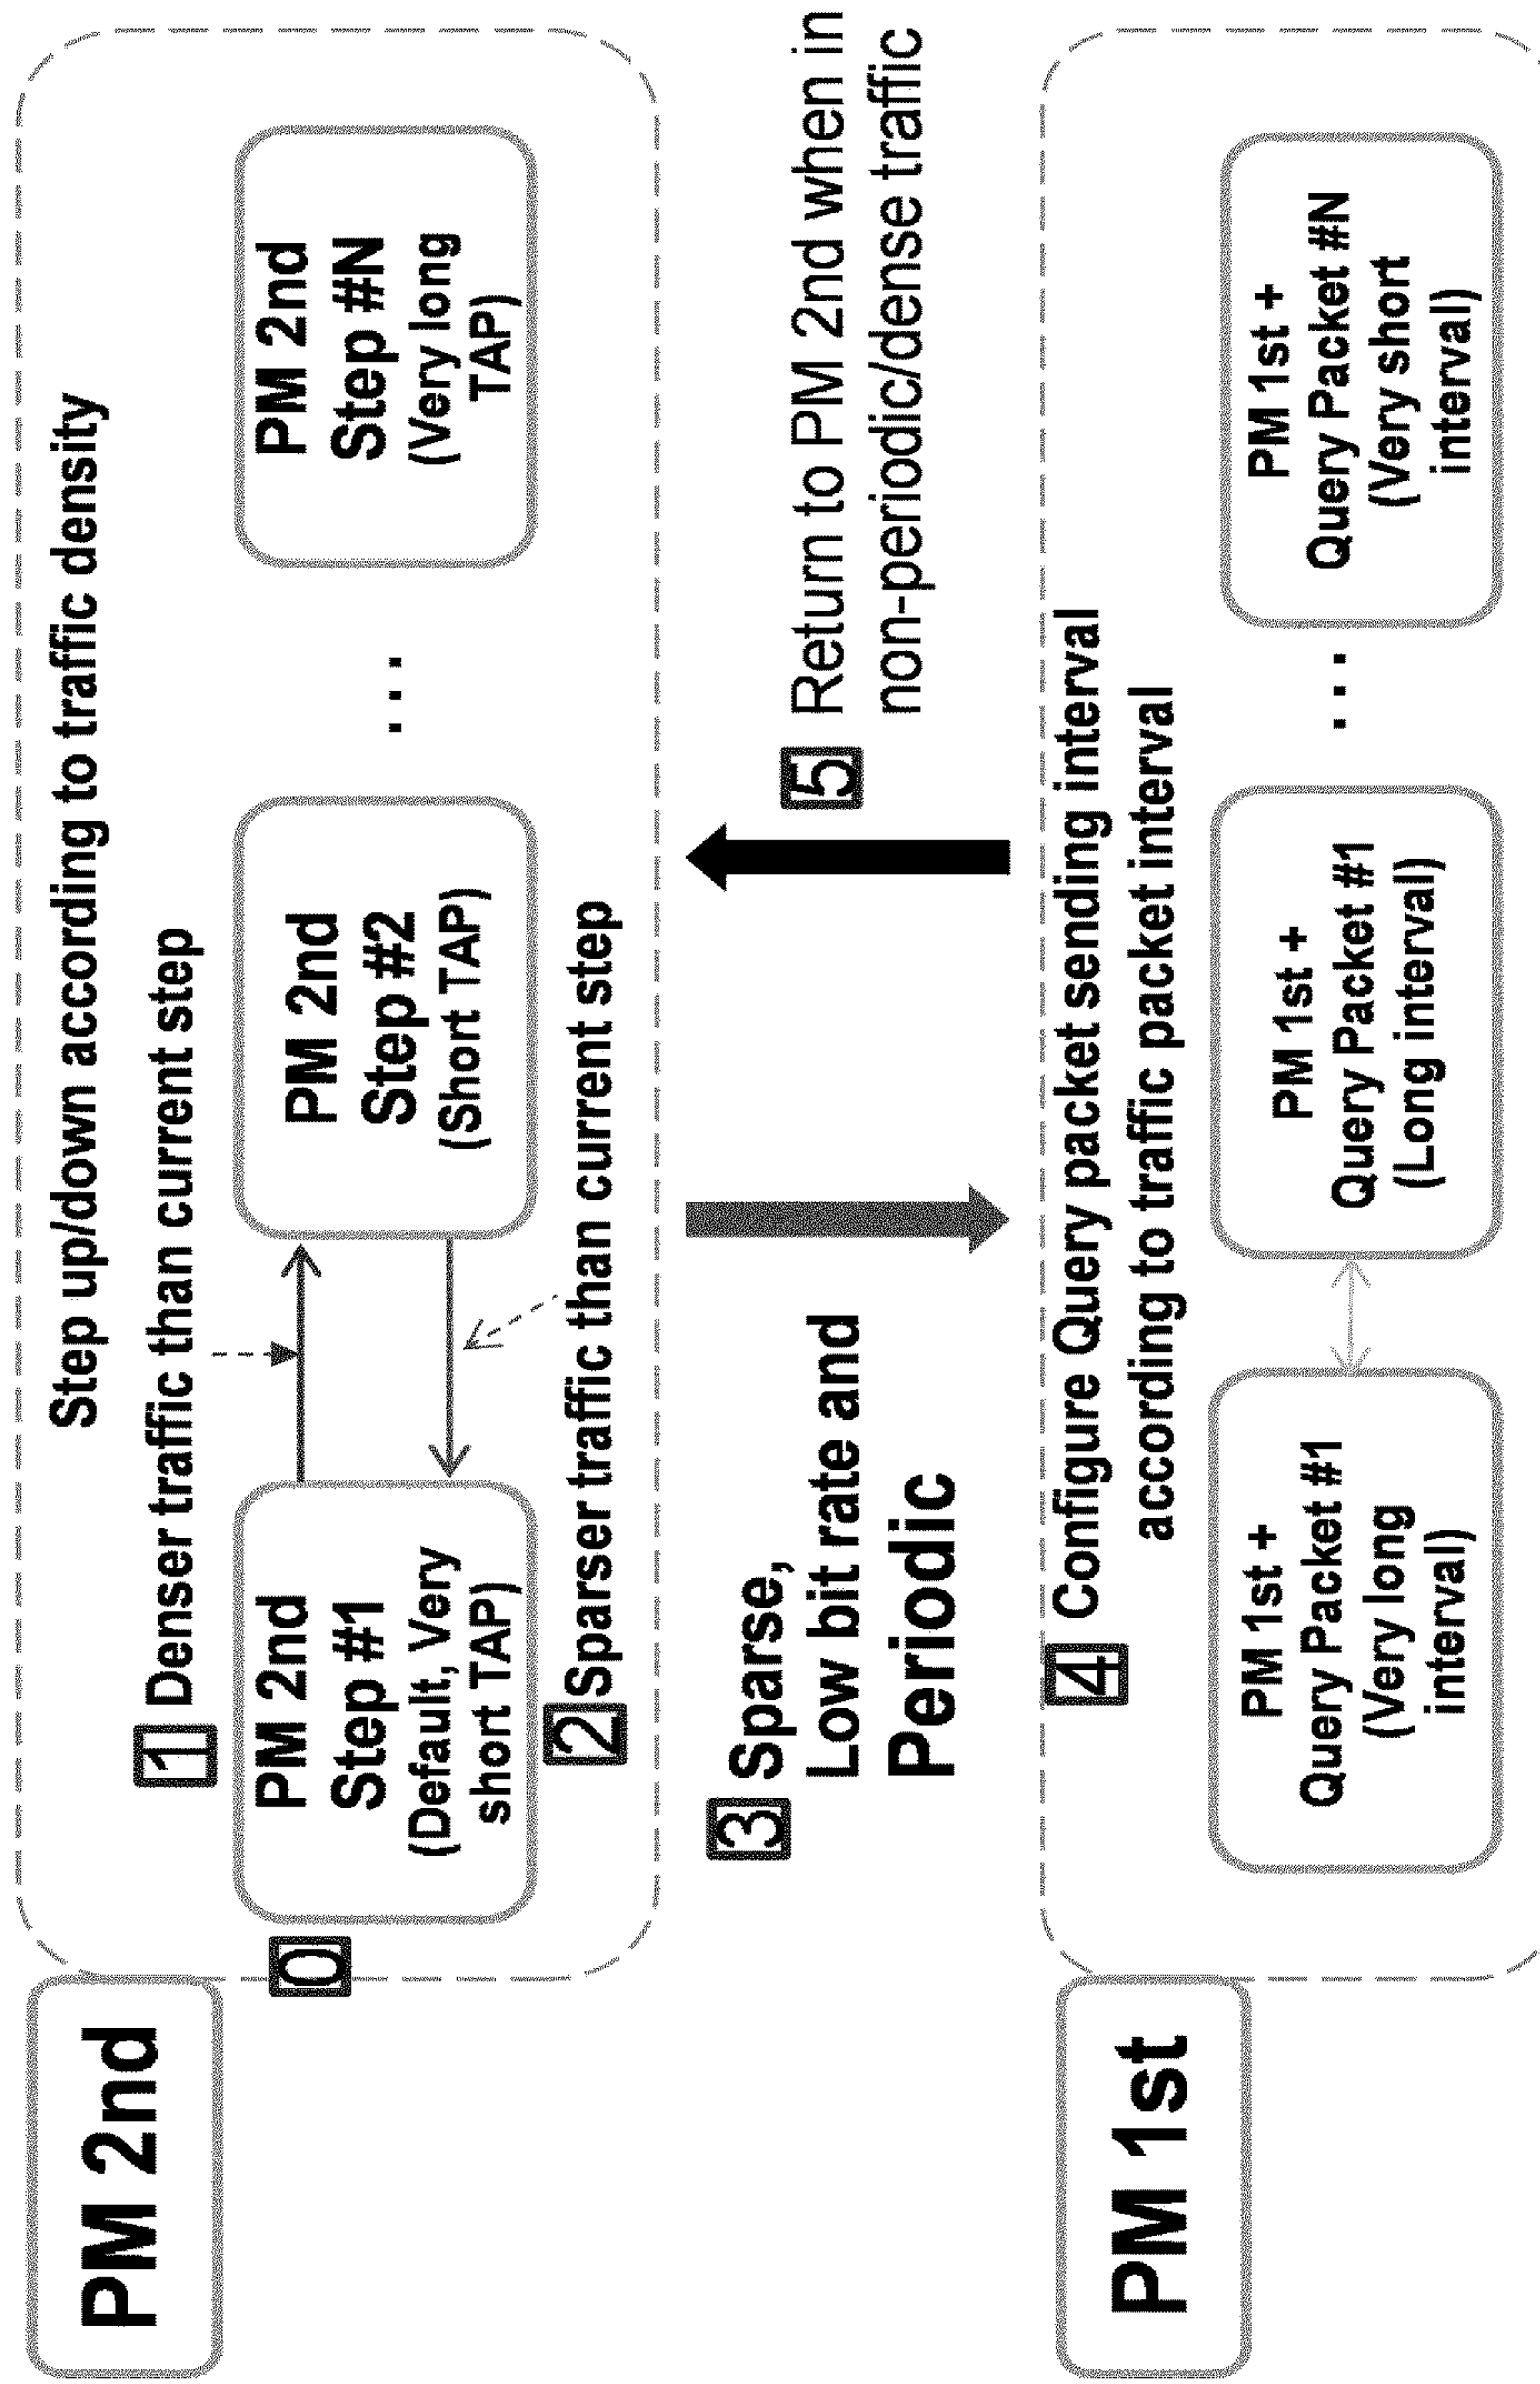 PM 2nd
Step up/down according to traffic density
1 Denser traffic than current step
0
PM 2nd
Step #1
(Default, Very
short TAP)
PM 2nd
Step #2
(Short TAP)
. . .
PM 2nd
Step #N
(Very long
TAP)
2 Sparser traffic than current step
3 Sparse,
Low bit rate and
Periodic
5 Return to PM 2nd when in
non-periodic/dense traffic
PM 1st
4 Configure Query packet sending interval
according to traffic packet interval
PM 1st +
Query Packet #1
(Very long
interval)
PM 1st +
Query Packet #1
(Long interval)
. . .
PM 1st +
Query Packet #N
(Very short
interval)